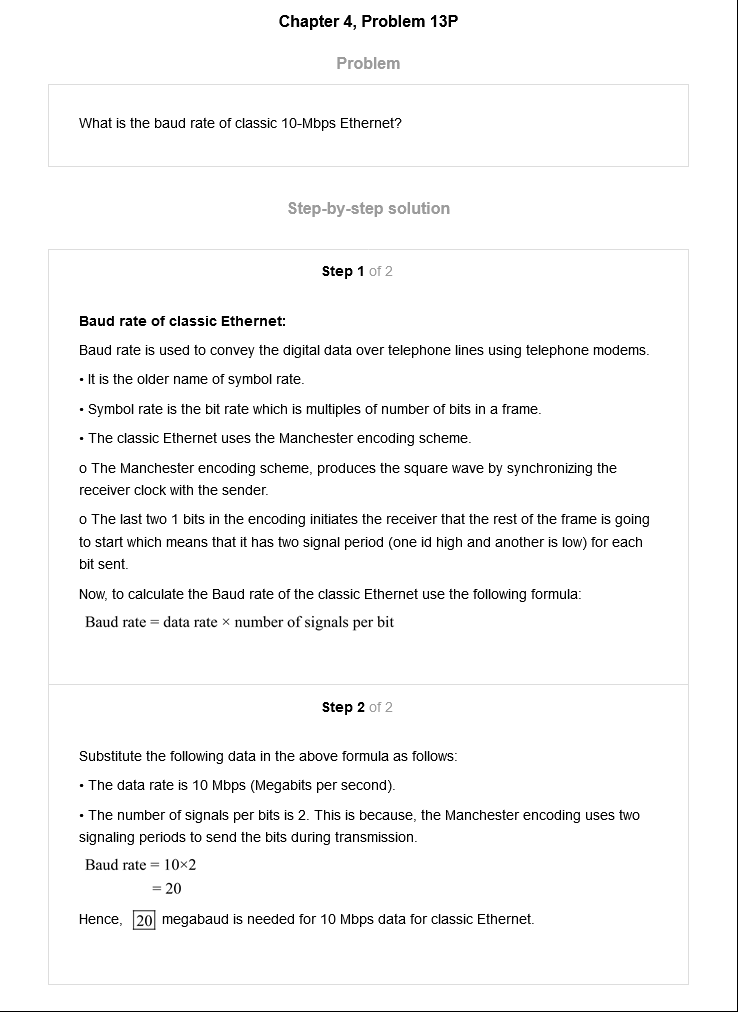 Chapter 4, Problem 13P
Problem
What is the baud rate of classic 10-Mbps Ethernet?
Step-by-step solution
Step 1 of 2
Baud rate of classic Ethernet:
Baud rate is used to convey the digital data over telephone lines using telephone modems.
• It is the older name of symbol rate.
• Symbol rate is the bit rate which is multiples of number of bits in a frame.
• The classic Ethernet uses the Manchester encoding scheme.
o The Manchester encoding scheme, produces the square wave by synchronizing the
receiver clock with the sender.
o The last two 1 bits in the encoding initiates the receiver that the rest of the frame is going
to start which means that it has two signal period (one id high and another is low) for each
bit sent.
Now, to calculate the Baud rate of the classic Ethernet use the following formula:
Baud rate = data rate × number of signals per bit
Step 2 of 2
Substitute the following data in the above formula as follows:
• The data rate is 10 Mbps (Megabits per second).
• The number of signals per bits is 2. This is because, the Manchester encoding uses two
signaling periods to send the bits during transmission.
Baud rate = 10×2
= 20
Hence, 20 megabaud is needed for 10 Mbps data for classic Ethernet.